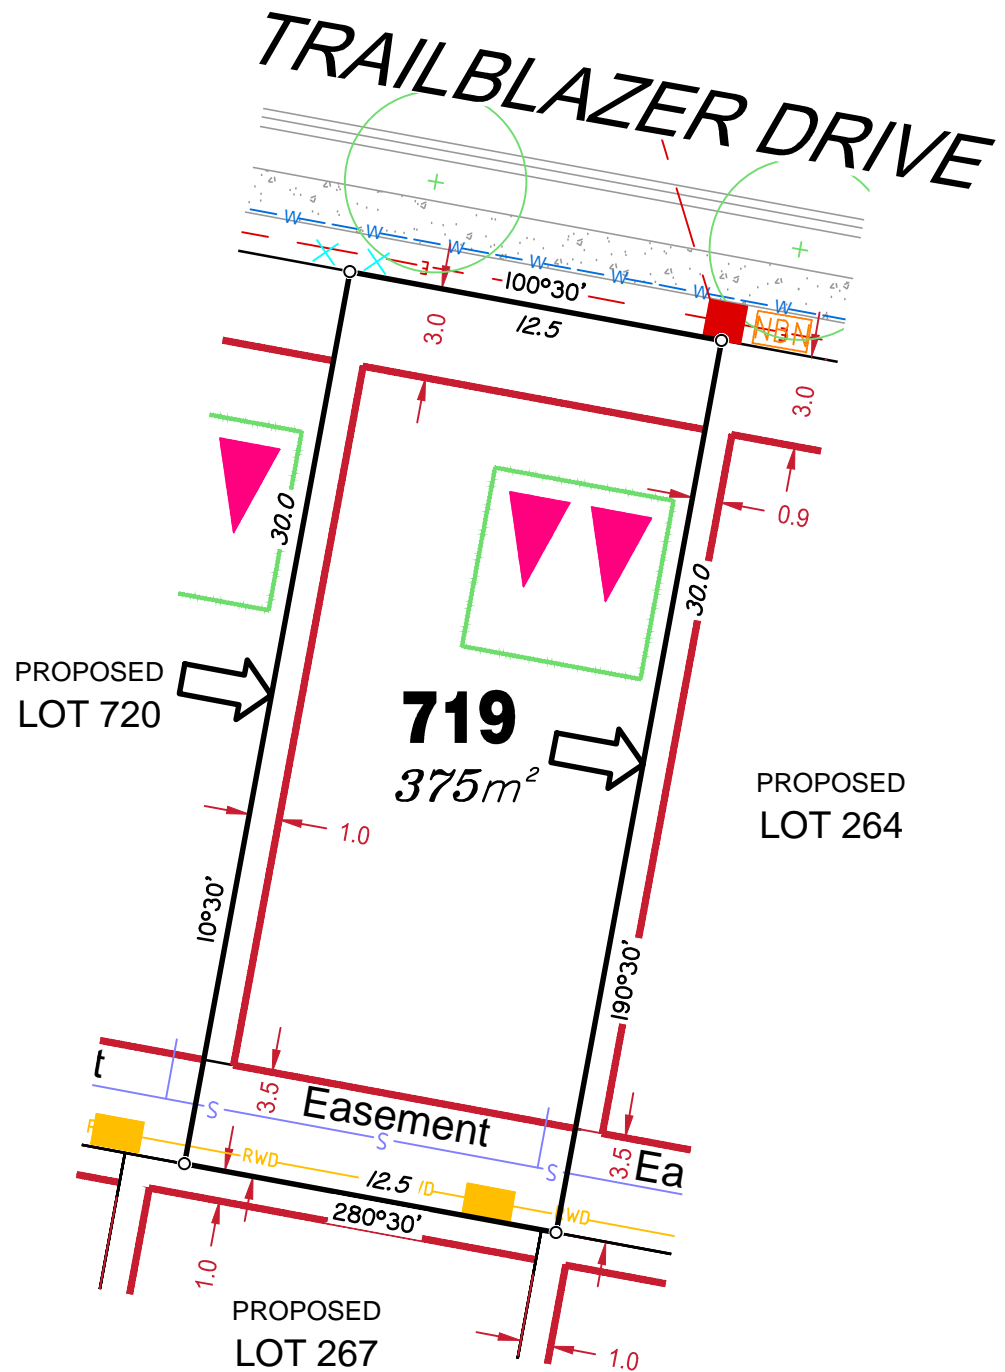 TRAILBLAZER DRIVE
W W W W W W W
E
100°30'
12.5
NBN
3.0
3.0
0.9
30.0
30.0
PROPOSED
LOT 720
719
375m²
PROPOSED
LOT 264
1.0
10°30'
190°30'
t
3.5
Easement
S S S
3.5
Ea
RWD
12.5
WD
280°30'
1.0
PROPOSED
LOT 267
1.0